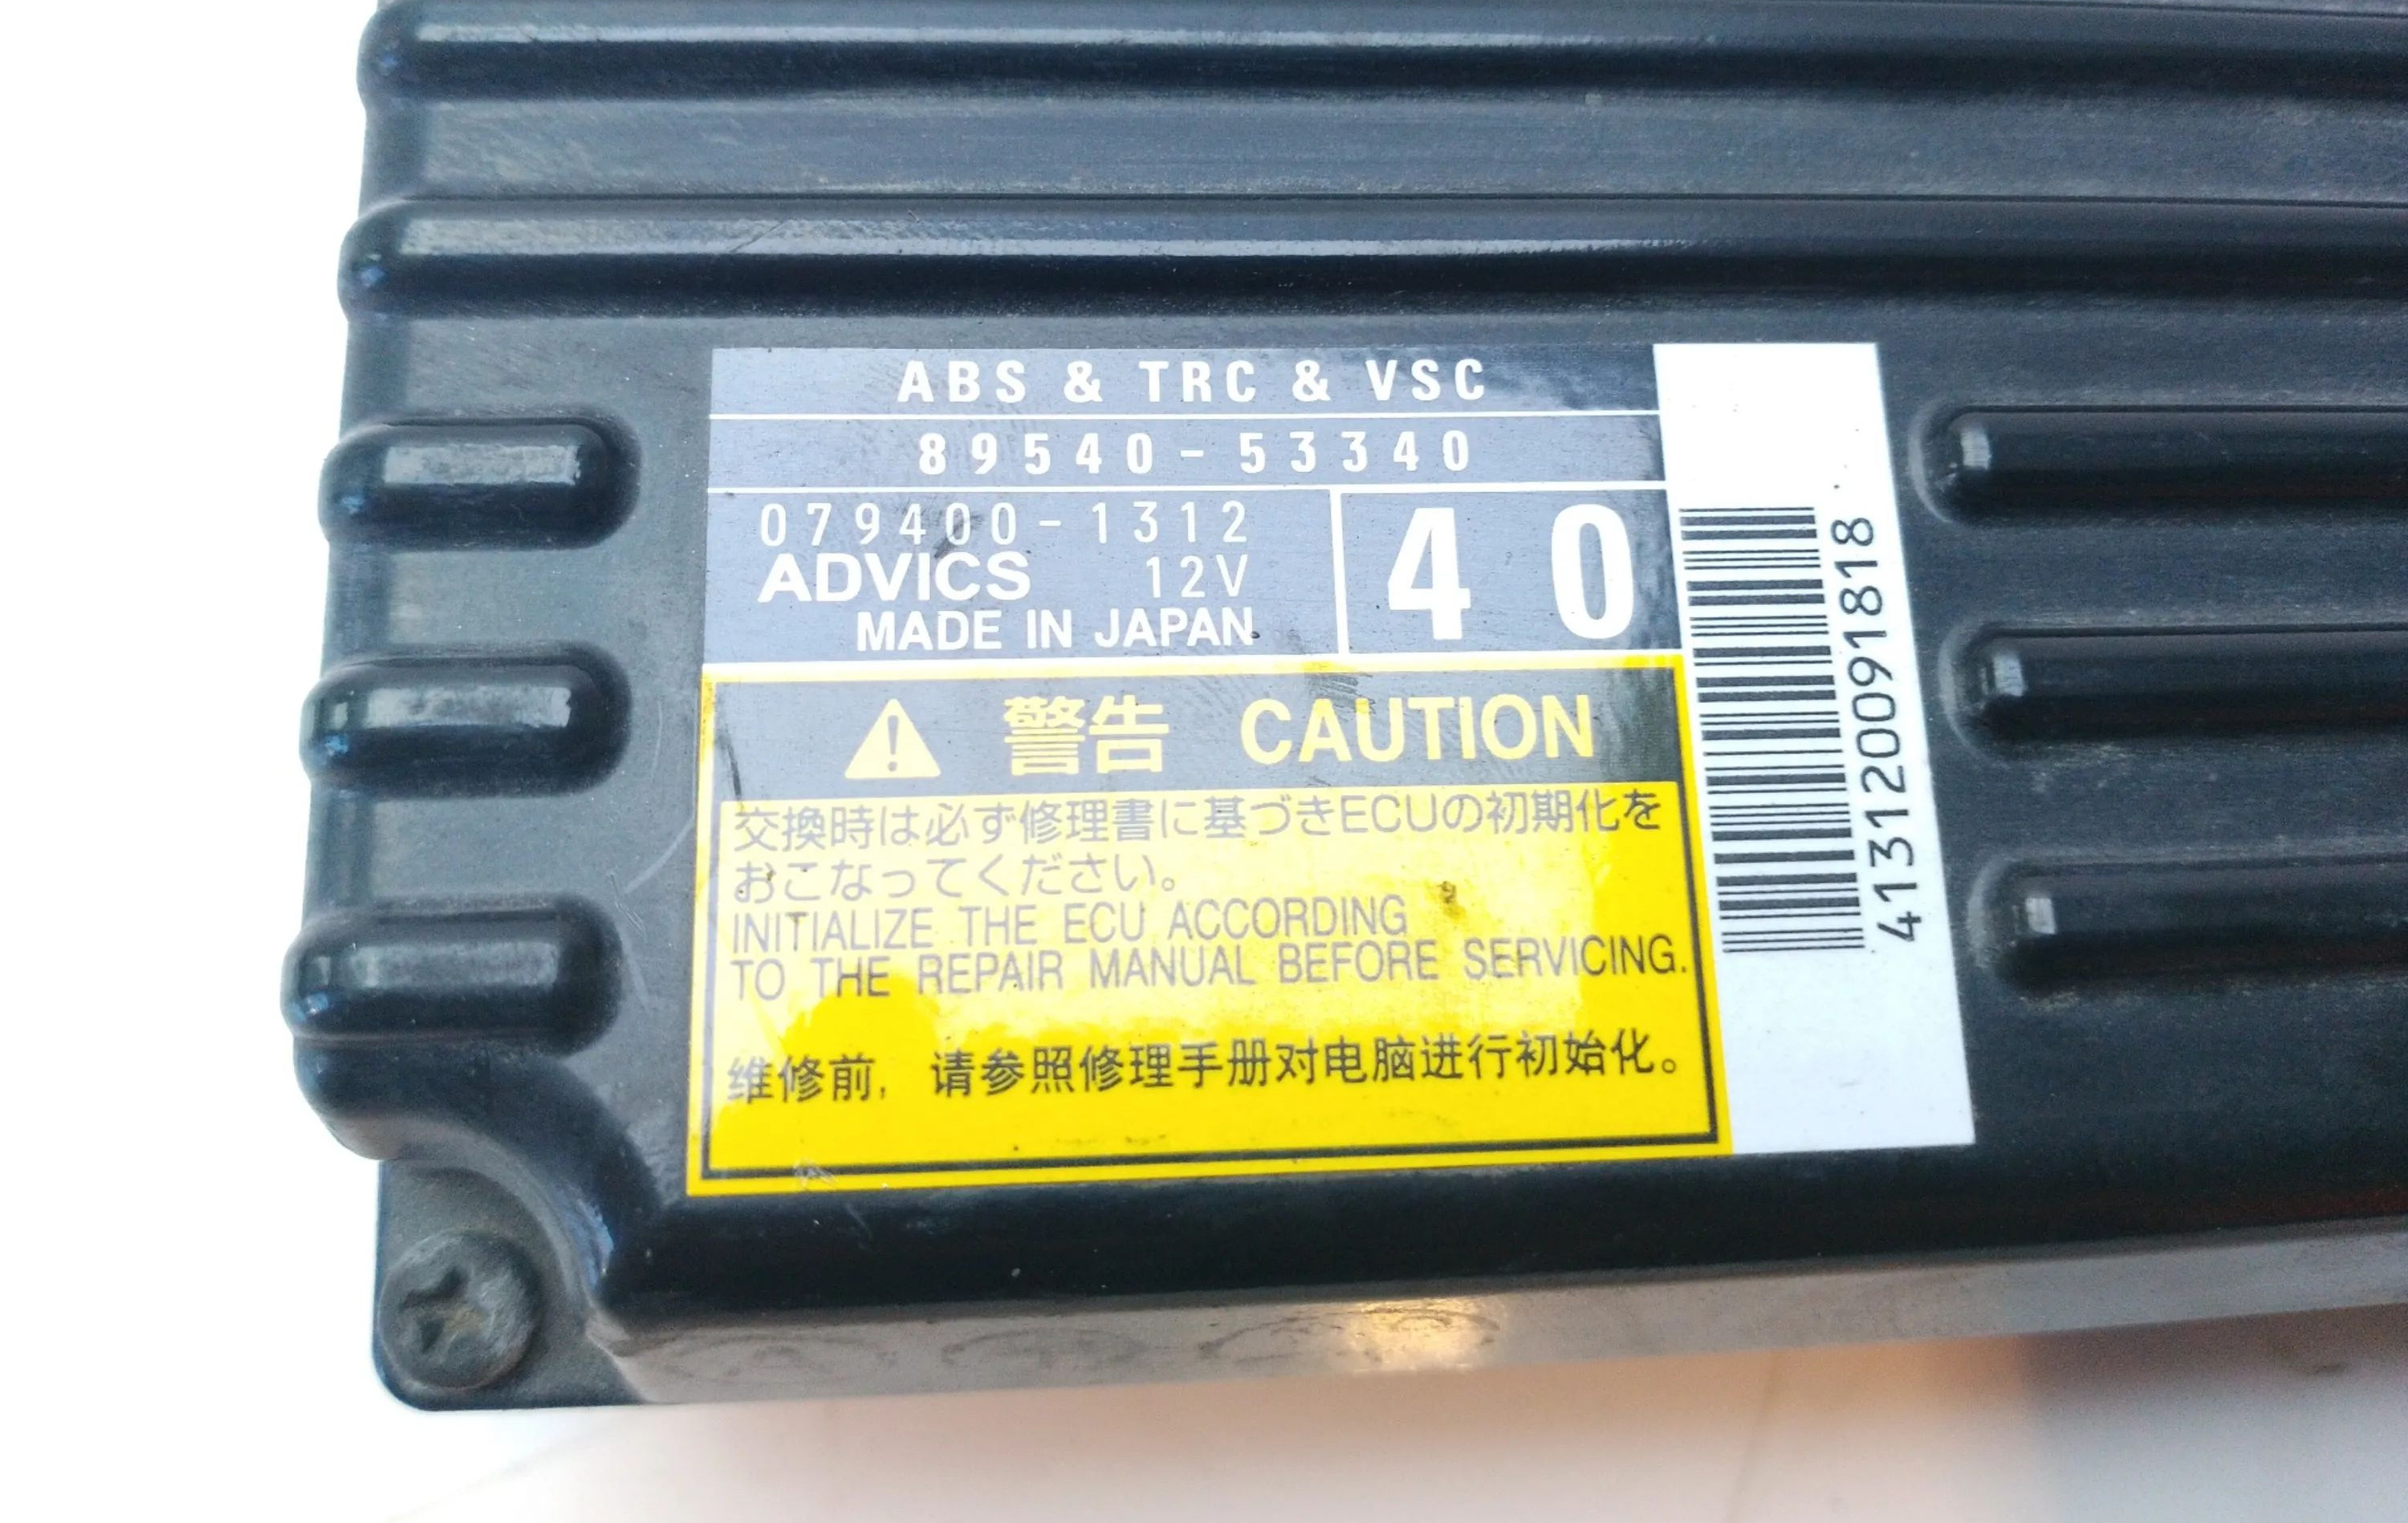 ABS & TRC & VSC
89540-53340
079400-1312
ADVICS 12V
MADE IN JAPAN
40
警告 CAUTION
交換時は必ず修理書に基づきECUの初期化を
おこなってください。
INITIALIZE THE ECU ACCORDING
TO THE REPAIR MANUAL BEFORE SERVICING.
维修前，请参照修理手册对电脑进行初始化。
413120091818